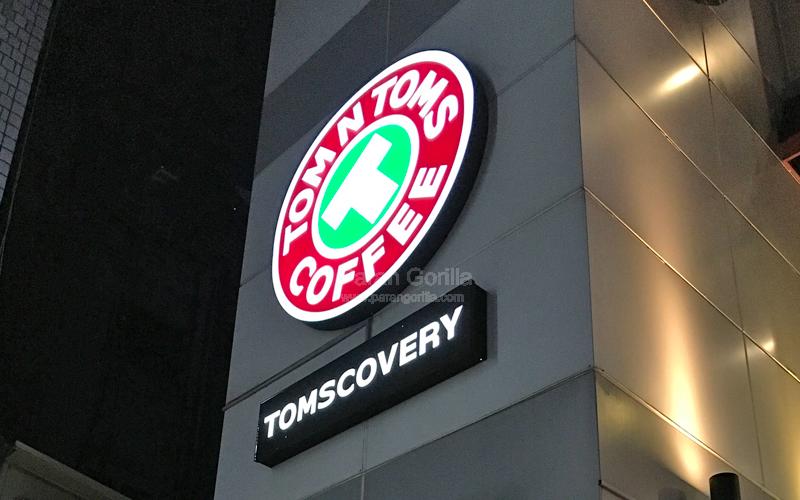 TOM N TOMS
T
COFFEE
Paran Gorilla
www.parangorilla.com
TOMSCOVERY